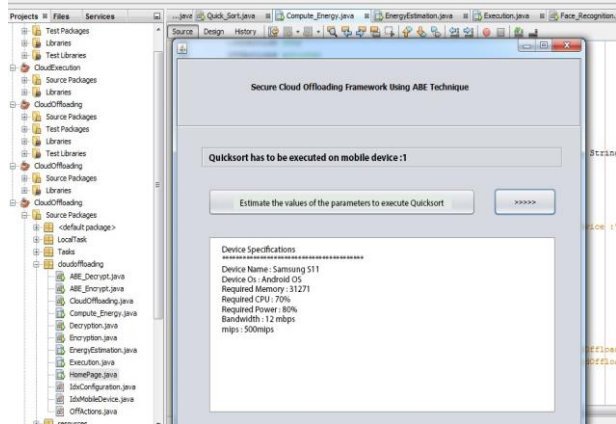 Projects
Files
Services
...java
Quick_Sort.java
Compute_Energy.java
EnergyEstimation.java
Execution.java
Face_Recognition.
Source
Design
History
Test Packages
Libraries
Test Libraries
CloudExecution
Source Packages
Libraries
CloudOffloading
Source Packages
Test Packages
Libraries
Test Libraries
CloudOffloading
Source Packages
Libraries
CloudOffloading
Source Packages
<default package>
LocalTask
Tasks
cloudoffloading
ABE_Decrypt.java
ABE_Encrypt.java
CloudOffloading.java
Compute_Energy.java
Decryption.java
Encryption.java
EnergyEstimation.java
Execution.java
HomePage.java
IdxConfiguration.java
IdxMobileDevice.java
OffActions.java
resources
Secure Cloud Offloading Framework Using ABE Technique
Quicksort has to be executed on mobile device :1
Estimate the values of the parameters to execute Quicksort
>>>>>
Device Specifications
******************************************
Device Name : Samsung S11
Device Os : Android OS
Required Memory : 31271
Required CPU : 70%
Required Power : 80%
Bandwidth : 12 mbps
mips : 500mips